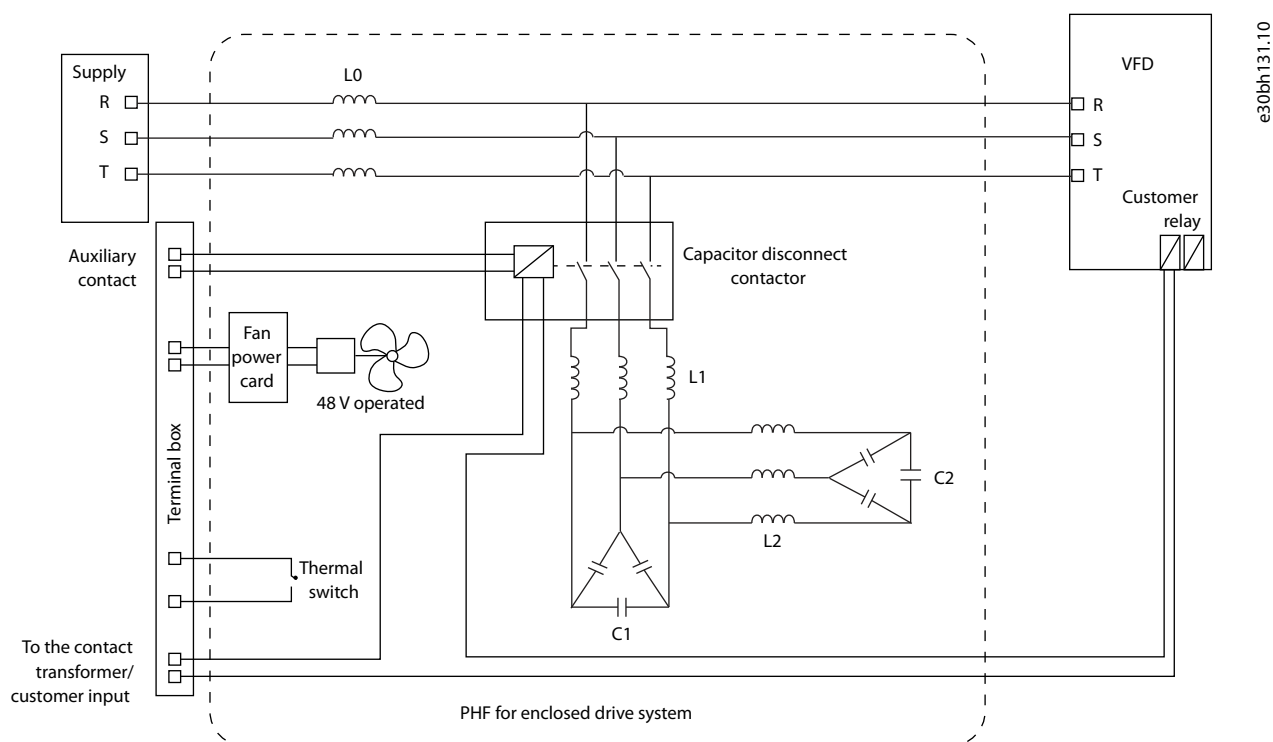 Supply
R
S
T
L0
VFD
R
S
T
Customer
relay
e30bh131.10
Auxiliary
contact
Capacitor disconnect
contactor
Fan
power
card
48 V operated
L1
Terminal box
C2
L2
Thermal
switch
C1
To the contact
transformer/
customer input
PHF for enclosed drive system